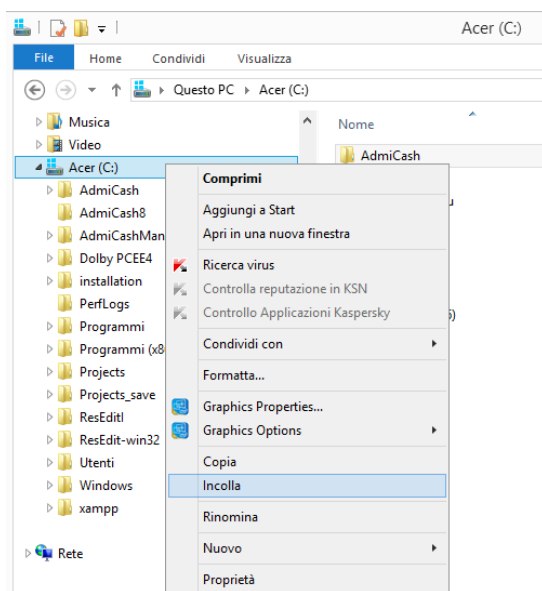 Acer (C:)
File Home Condividi Visualizza
Questo PC Acer (C:)
Musica
Video
Acer (C:)
AdmiCash
AdmiCash8
AdmiCashMan
Dolby PCEE4
installation
PerfLogs
Programmi
Programmi (x8
Projects
Projects_save
ResEditl
ResEdit-win32
Utenti
Windows
xampp
Rete
Nome
AdmiCash
Comprimi
Aggiungi a Start
Apri in una nuova finestra
Ricerca virus
Controlla reputazione in KSN
Controllo Applicazioni Kaspersky
Condividi con
Formatta...
Graphics Properties...
Graphics Options
Copia
Incolla
Rinomina
Nuovo
Proprietà